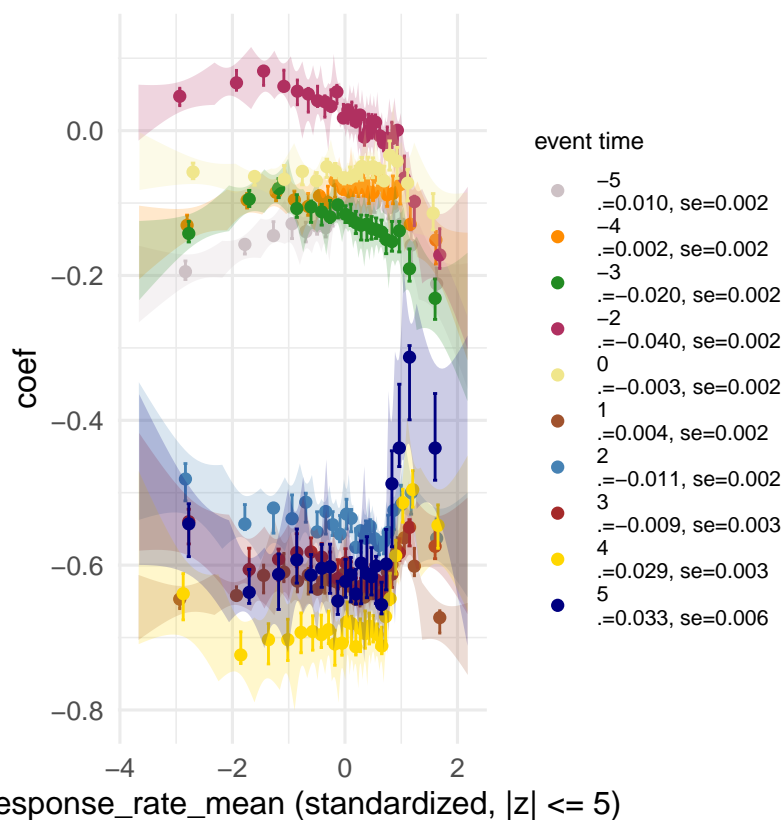 event time
−5
.=0.010, se=0.002
−4
.=0.002, se=0.002
−3
.=−0.020, se=0.002
−2
.=−0.040, se=0.002
0
.=−0.003, se=0.002
1
.=0.004, se=0.002
2
.=−0.011, se=0.002
3
.=−0.009, se=0.003
4
.=0.029, se=0.003
5
.=0.033, se=0.006
coef
0.0
−0.2
−0.4
−0.6
−0.8
−4 −2 0 2
esponse_rate_mean (standardized, |z| <= 5)